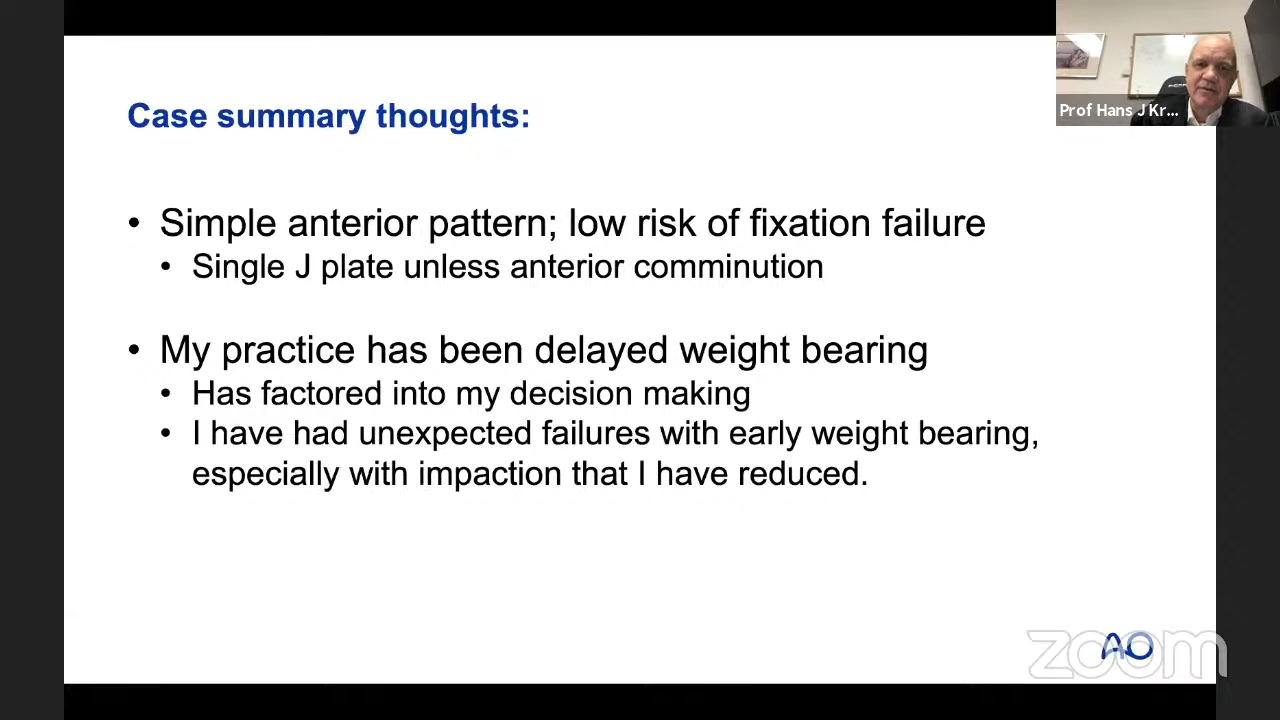 Prof Hans J Kr...
Case summary thoughts:
• Simple anterior pattern; low risk of fixation failure
• Single J plate unless anterior comminution
• My practice has been delayed weight bearing
• Has factored into my decision making
• I have had unexpected failures with early weight bearing,
especially with impaction that I have reduced.
AO
zoom